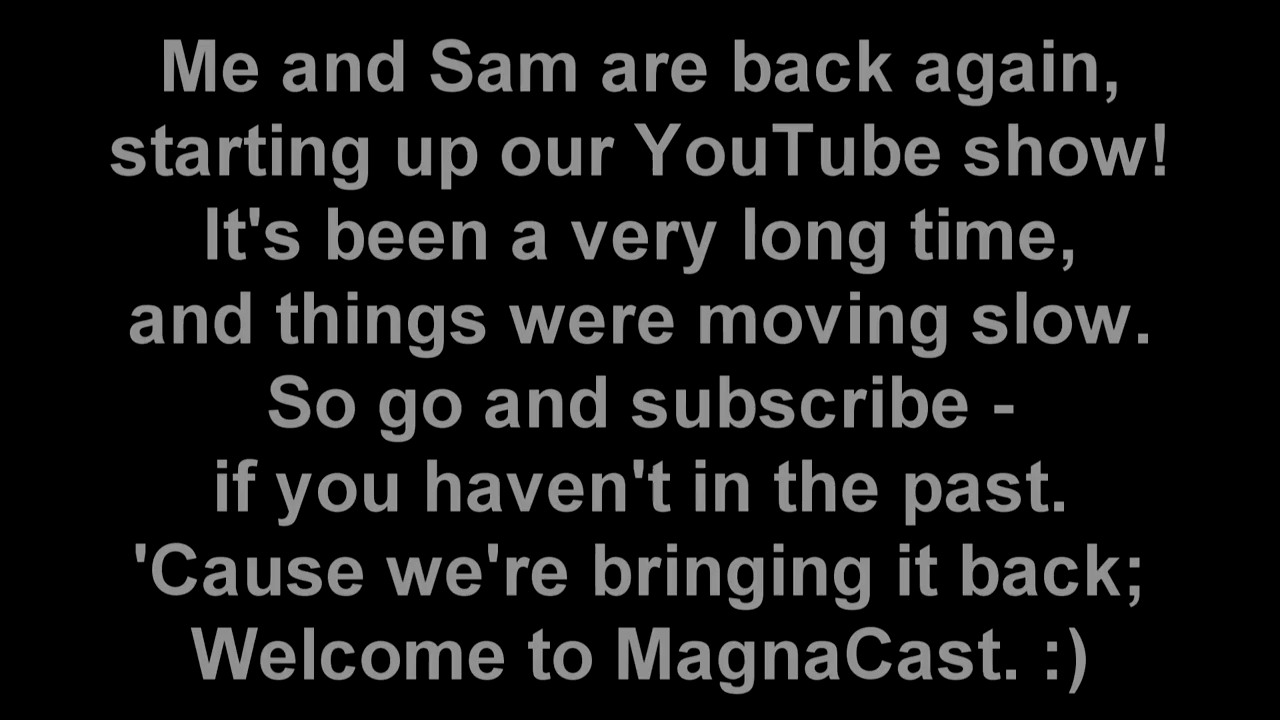 Me and Sam are back again,
starting up our YouTube show!
It's been a very long time,
and things were moving slow.
So go and subscribe -
if you haven't in the past.
'Cause we're bringing it back;
Welcome to MagnaCast. :)